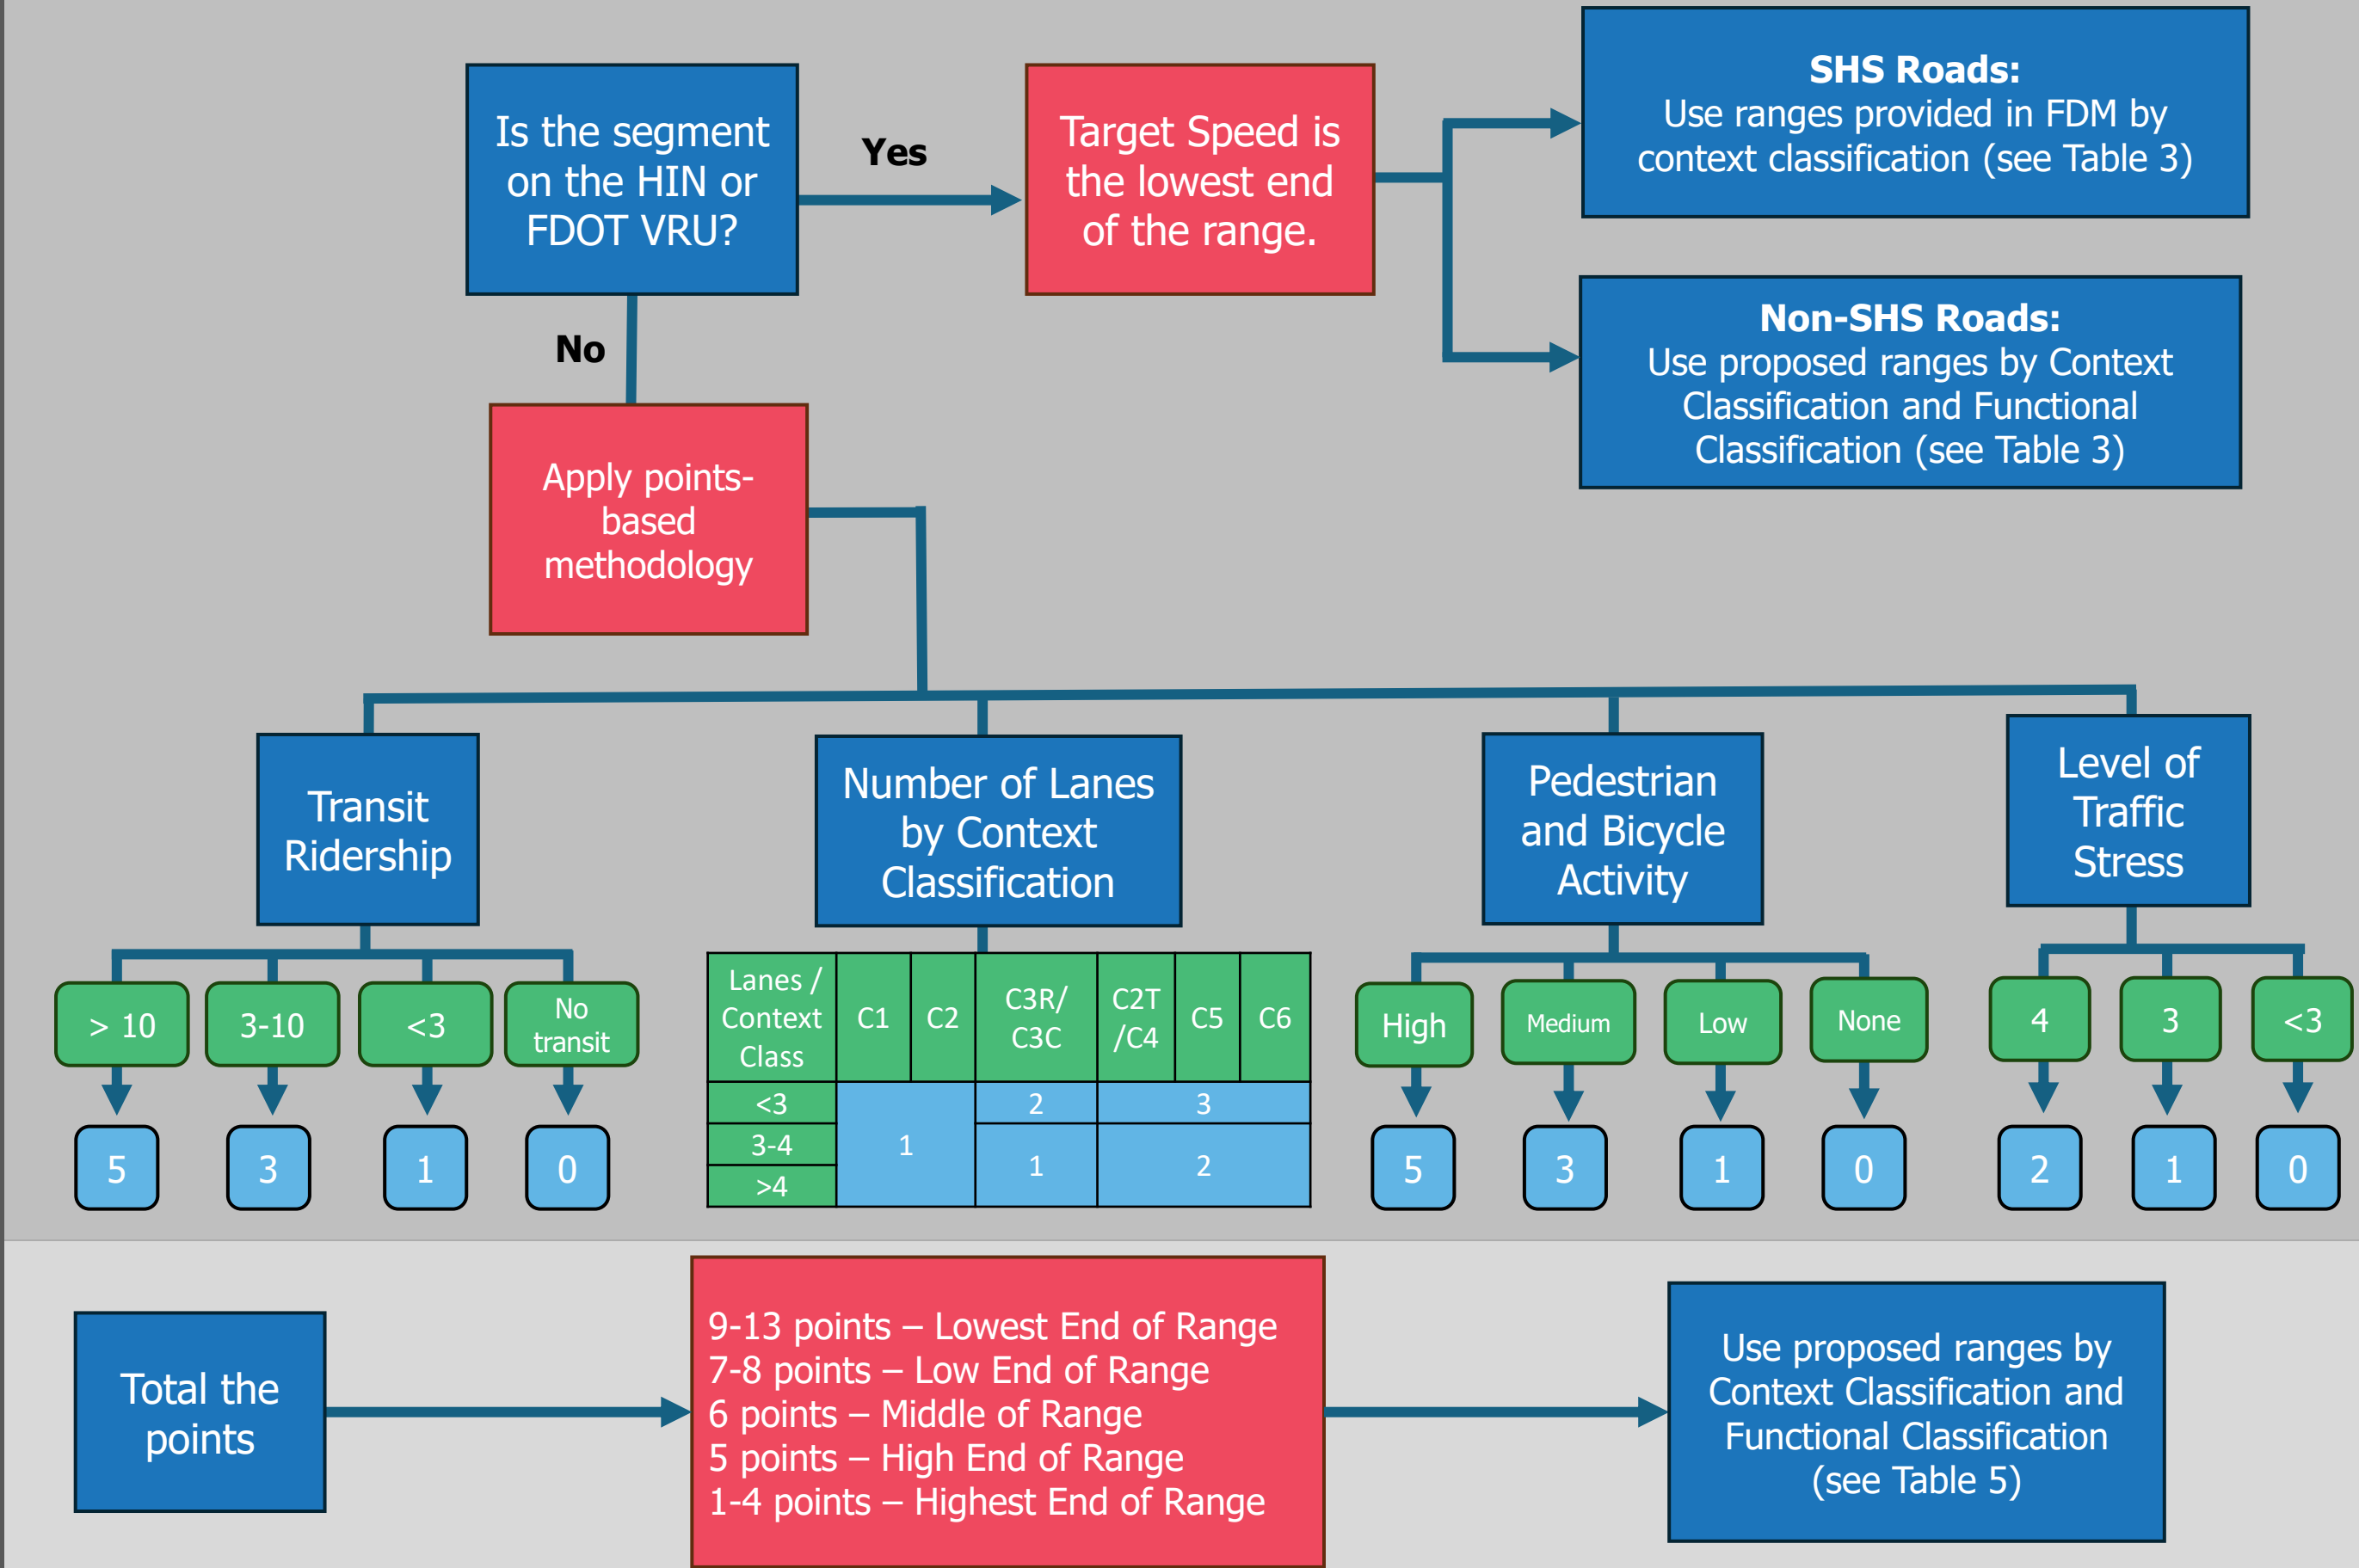 Is the segment
on the HIN or
FDOT VRU?
Yes
Target Speed is
the lowest end
of the range.
SHS Roads:
Use ranges provided in FDM by
context classification (see Table 3)
Non-SHS Roads:
Use proposed ranges by Context
Classification and Functional
Classification (see Table 3)
No
Apply points-
based
methodology
Transit
Ridership
> 10
3-10
<3
No
transit
5
3
1
0
Number of Lanes
by Context
Classification
Lanes /
Context
Class
C1
C2
C3R/
C3C
C2T
/C4
C5
C6
<3
3-4
>4
1
2
3
1
2
Pedestrian
and Bicycle
Activity
High
Medium
Low
None
5
3
1
0
Level of
Traffic
Stress
4
3
<3
2
1
0
Total the
points
9-13 points – Lowest End of Range
7-8 points – Low End of Range
6 points – Middle of Range
5 points – High End of Range
1-4 points – Highest End of Range
Use proposed ranges by
Context Classification and
Functional Classification
(see Table 5)